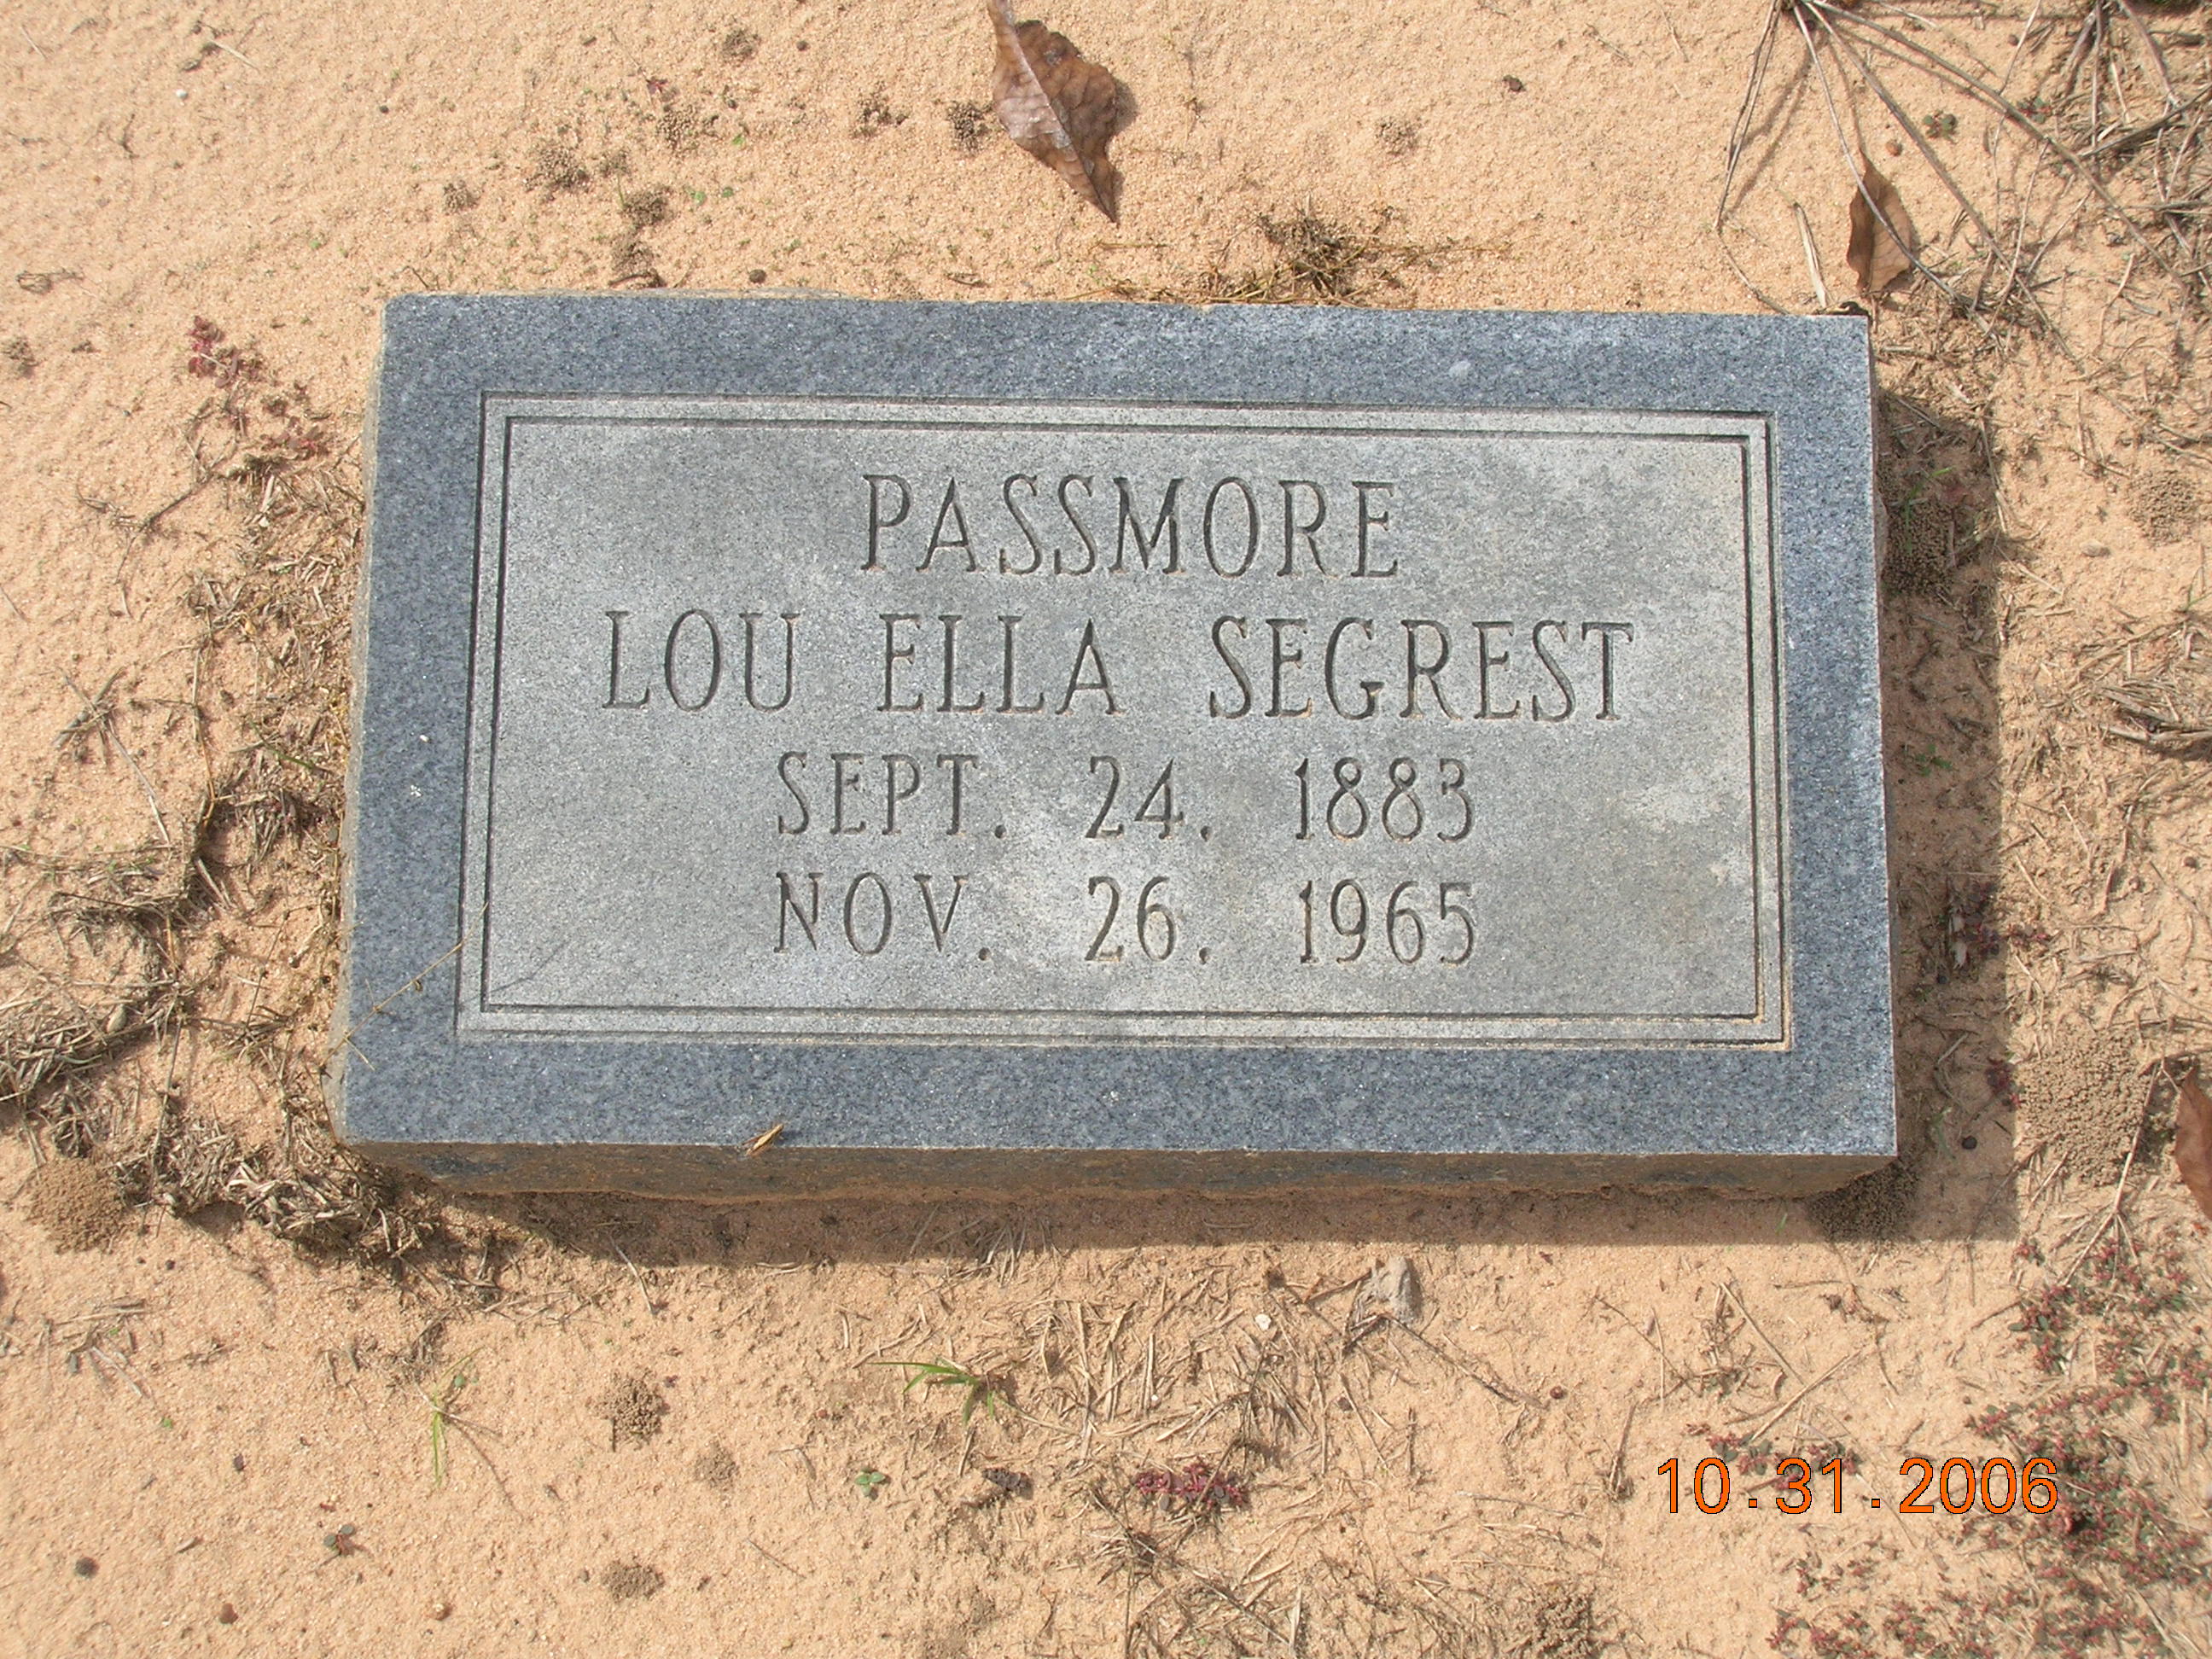 PASSMORE
LOU ELLA SEGREST
SEPT. 24. 1883
NOV. 26. 1965
10.31.2006